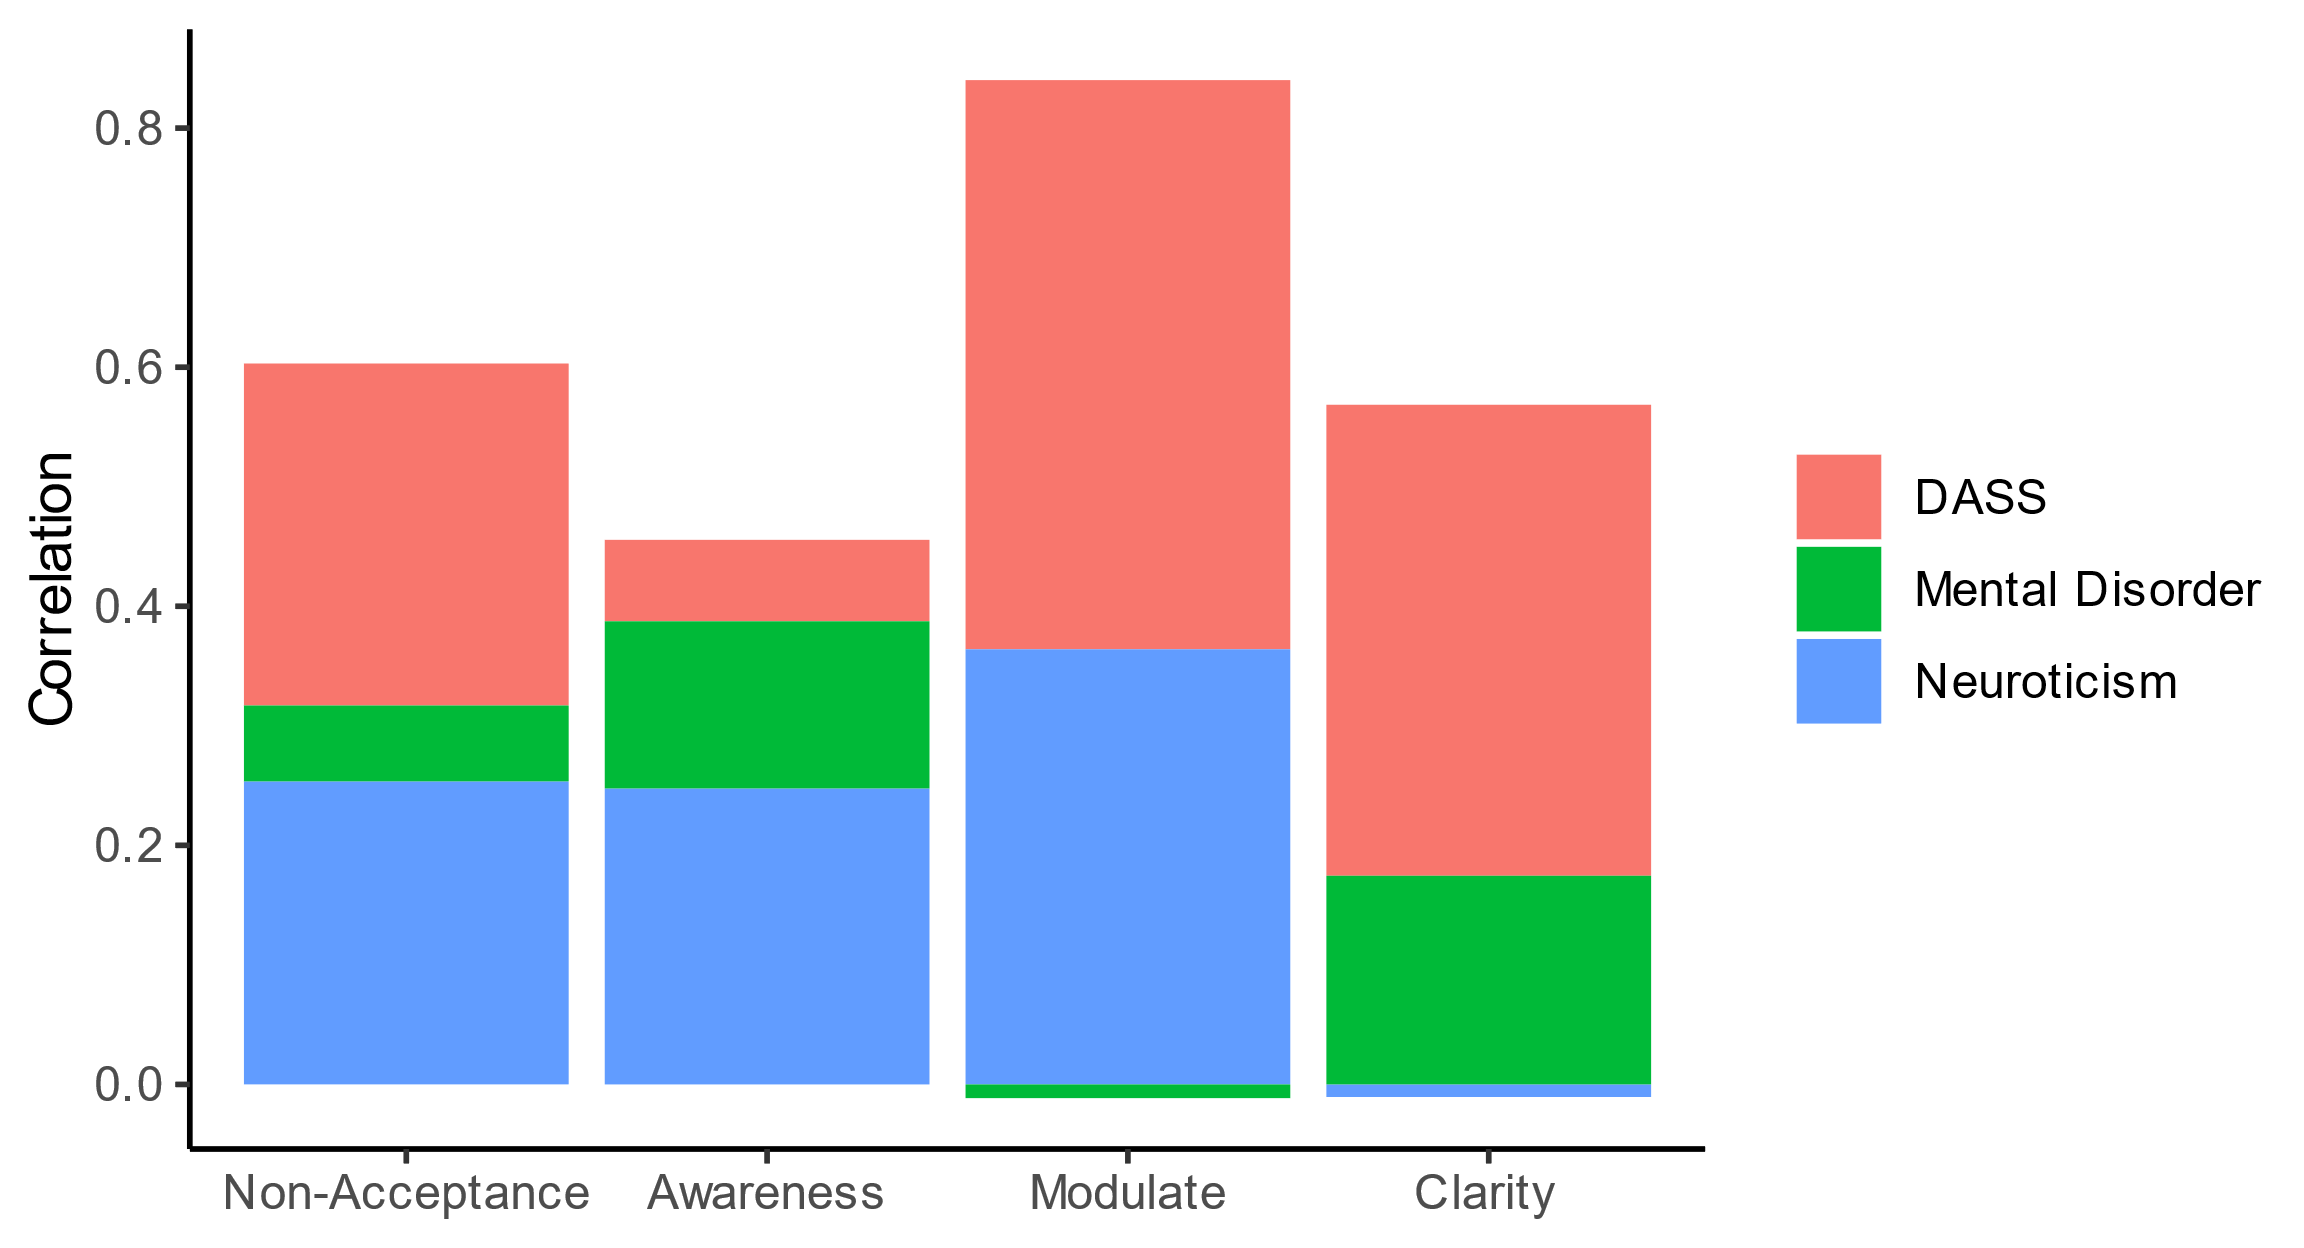 Correlation
0.8
0.6
0.4
0.2
0.0
Non-Acceptance
Awareness
Modulate
Clarity
DASS
Mental Disorder
Neuroticism